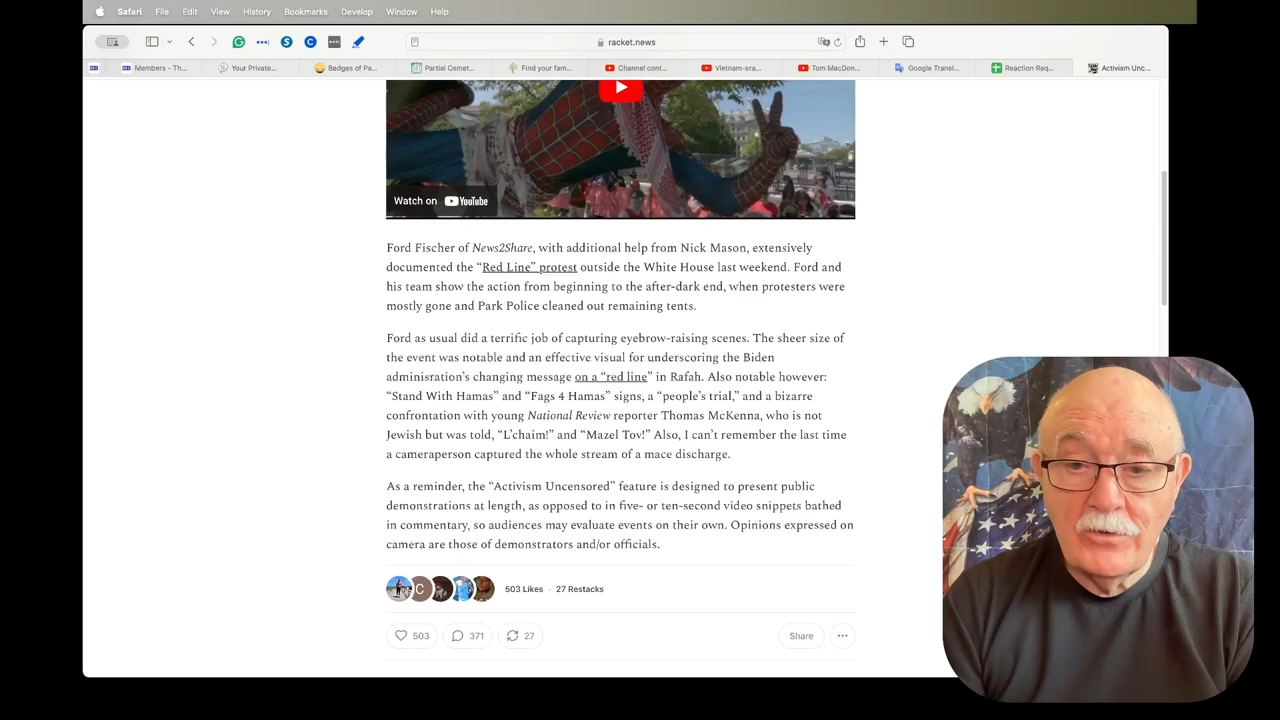 Safari File Edit View History Bookmarks Develop Window Help
racket.news
SB SB Members - Th... Your Private... Badges of Pa... Partial Cemet... Find your fam... Channel cont... Vietnam-era... Tom MacDon... Google Transl... Reaction Req... Activism Unc...
Watch on YouTube
Ford Fischer of News2Share, with additional help from Nick Mason, extensively
documented the “Red Line” protest outside the White House last weekend. Ford and
his team show the action from beginning to the after-dark end, when protesters were
mostly gone and Park Police cleaned out remaining tents.
Ford as usual did a terrific job of capturing eyebrow-raising scenes. The sheer size of
the event was notable and an effective visual for underscoring the Biden
adminisration’s changing message on a “red line” in Rafah. Also notable however:
“Stand With Hamas” and “Fags 4 Hamas” signs, a “people’s trial,” and a bizarre
confrontation with young National Review reporter Thomas McKenna, who is not
Jewish but was told, “L’chaim!” and “Mazel Tov!” Also, I can’t remember the last time
a cameraperson captured the whole stream of a mace discharge.
As a reminder, the “Activism Uncensored” feature is designed to present public
demonstrations at length, as opposed to in five- or ten-second video snippets bathed
in commentary, so audiences may evaluate events on their own. Opinions expressed on
camera are those of demonstrators and/or officials.
C 503 Likes · 27 Restacks
503 371 27 Share